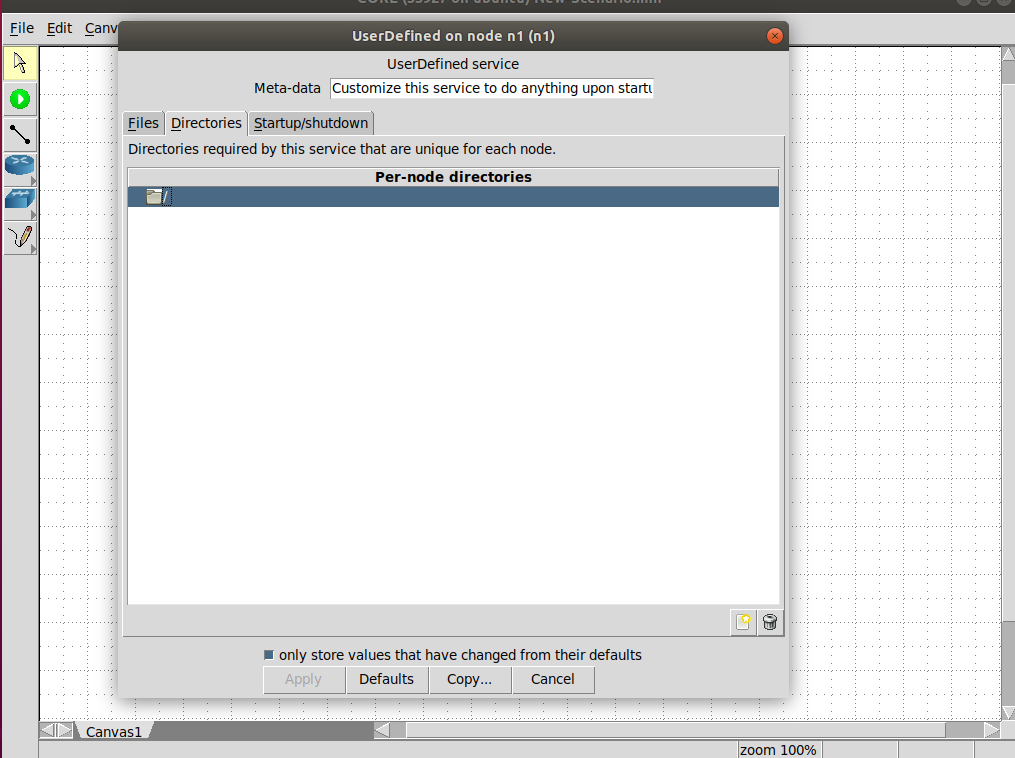 File Edit Canv
UserDefined on node n1 (n1)
UserDefined service
Meta-data Customize this service to do anything upon startu
Files Directories Startup/shutdown
Directories required by this service that are unique for each node.
Per-node directories
/
only store values that have changed from their defaults
Apply Defaults Copy... Cancel
Canvas1
zoom 100%